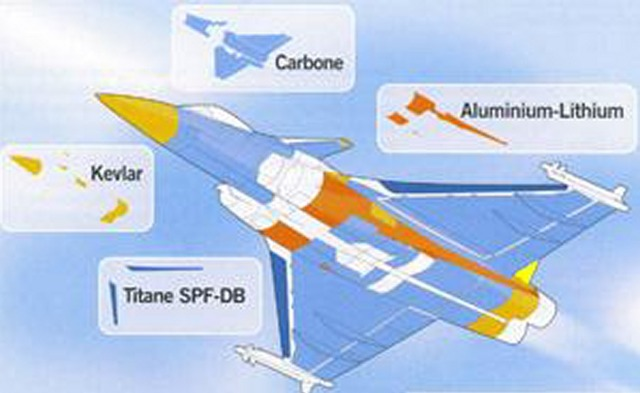 Carbone
Aluminium-Lithium
Kevlar
Titane SPF-DB